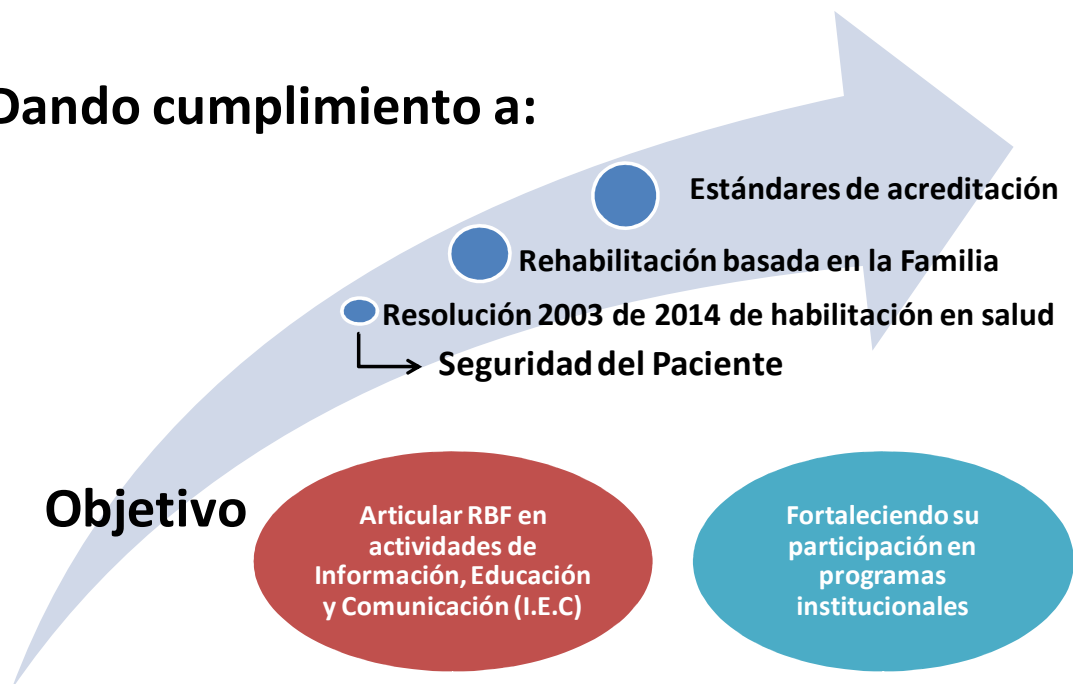 Dando cumplimiento a:
Estándares de acreditación
Rehabilitación basada en la Familia
Resolución 2003 de 2014 de habilitación en salud
Seguridad del Paciente
Objetivo
Articular RBF en
actividades de
Información, Educación
y Comunicación (I.E.C)
Fortaleciendo su
participación en
programas
institucionales